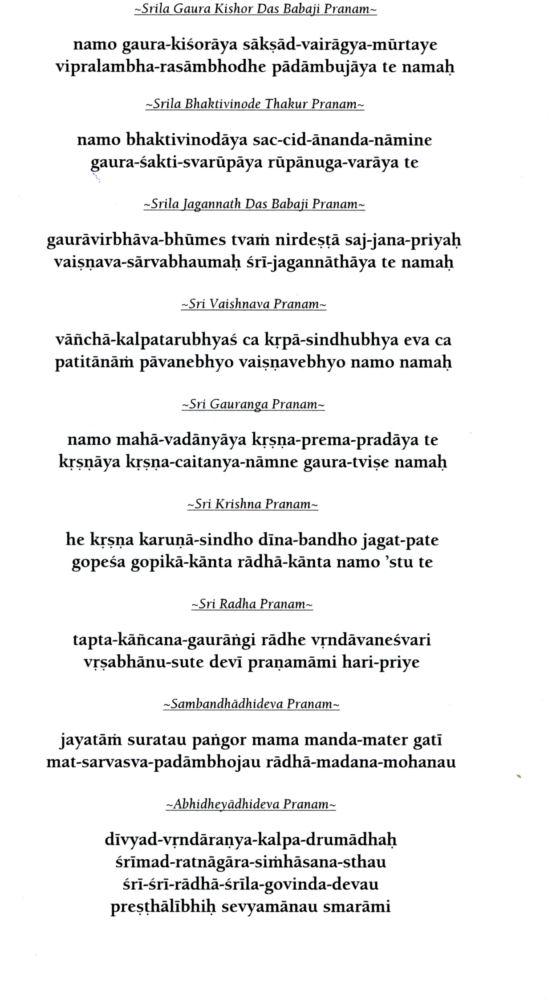 ~Srila Gaura Kishor Das Babaji Pranam~
namo gaura-kiśorāya sākṣād-vairāgya-mūrtaye
vipralambha-rasāmbhodhe pādāmbujāya te namaḥ
~Srila Bhaktivinode Thakur Pranam~
namo bhaktivinodāya sac-cid-ānanda-nāmine
gaura-śakti-svarūpāya rūpānuga-varāya te
~Srila Jagannath Das Babaji Pranam~
gaurāvirbhāva-bhūmes tvaṁ nirdeṣṭā saj-jana-priyaḥ
vaiṣṇava-sārvabhaumaḥ śrī-jagannāthāya te namaḥ
~Sri Vaishnava Pranam~
vāñchā-kalpatarubhyaś ca kṛpā-sindhubhya eva ca
patitānāṁ pāvanebhyo vaiṣṇavebhyo namo namaḥ
~Sri Gauranga Pranam~
namo mahā-vadānyāya kṛṣṇa-prema-pradāya te
kṛṣṇāya kṛṣṇa-caitanya-nāmne gaura-tviṣe namaḥ
~Sri Krishna Pranam~
he kṛṣṇa karuṇā-sindho dīna-bandho jagat-pate
gopeśa gopikā-kānta rādhā-kānta namo ’stu te
~Sri Radha Pranam~
tapta-kāñcana-gaurāṅgi rādhe vṛndāvaneśvari
vṛṣabhānu-sute devī praṇamāmi hari-priye
~Sambandhādhideva Pranam~
jayatāṁ suratau paṅgor mama manda-mater gatī
mat-sarvasva-padāmbhojau rādhā-madana-mohanau
~Abhidheyādhideva Pranam~
dīvyad-vṛndāraṇya-kalpa-drumādhaḥ
śrīmad-ratnāgāra-siṁhāsana-sthau
śrī-śrī-rādhā-śrīla-govinda-devau
preṣṭhālībhiḥ sevyamānau smarāmi